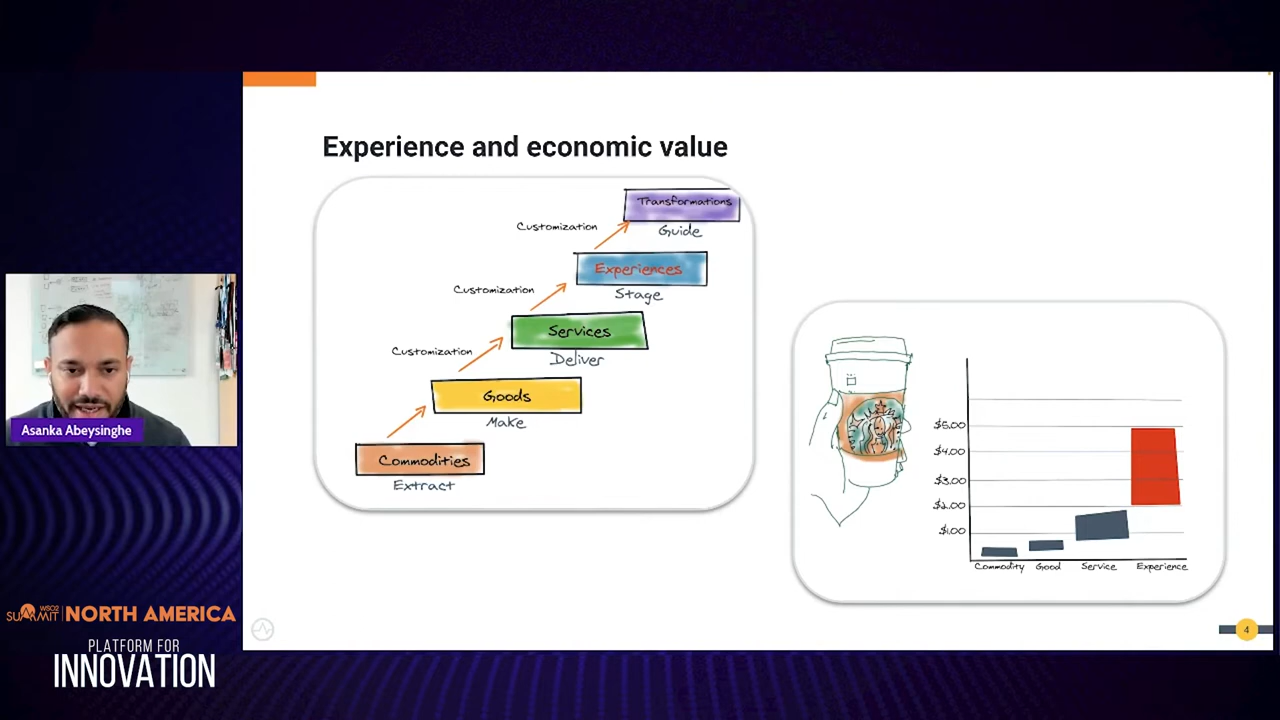 Experience and economic value
Transformations
Customization
Guide
Experiences
Customization
Stage
Services
Customization
Deliver
Goods
Make
Commodities
Extract
$5.00
$4.00
$3.00
$2.00
$1.00
Commodity Good Service Experience
Asanka Abeysinghe
WSO2
SUMMIT NORTH AMERICA
PLATFORM FOR
INNOVATION
4